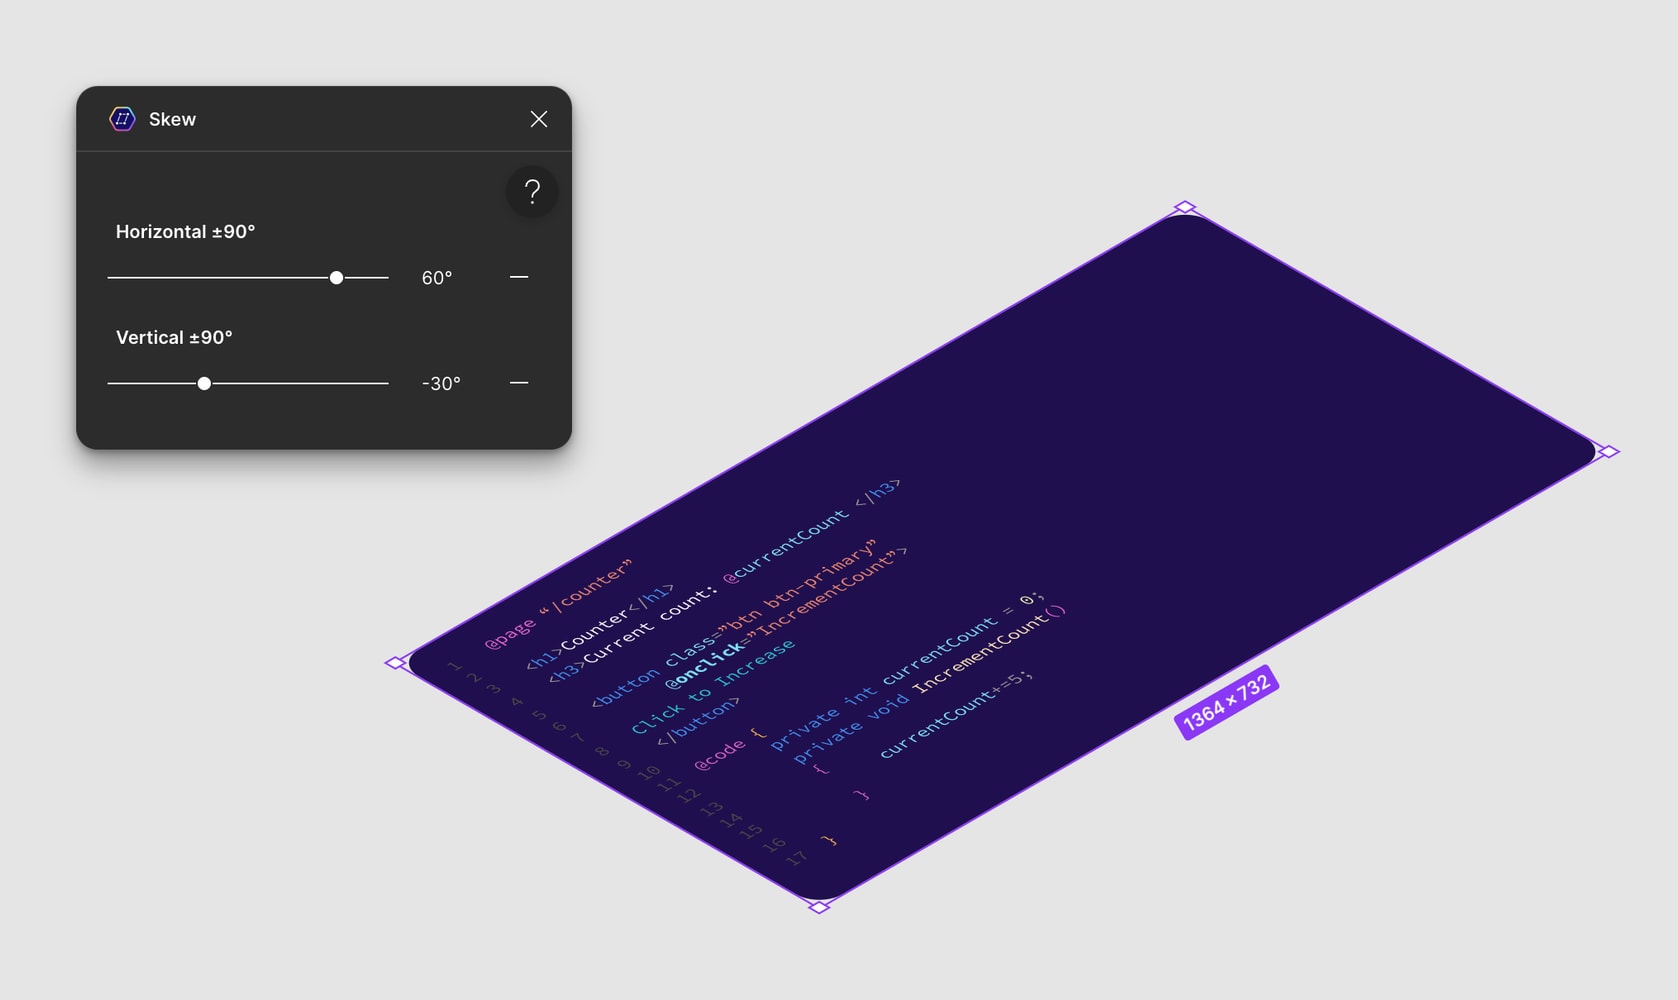 Skew
?
Horizontal ±90°
60°
Vertical ±90°
-30°
1
2
3
4
5
6
7
8
9
10
11
12
13
14
15
16
17
@page “/counter”
<h1>Counter</h1>
<h3>Current count: @currentCount </h3>
<button class=”btn btn-primary”
@onclick=”IncrementCount”>
Click to Increase
</button>
@code {
private int currentCount = 0;
private void IncrementCount()
{
currentCount+=5;
}
}
1364 × 732